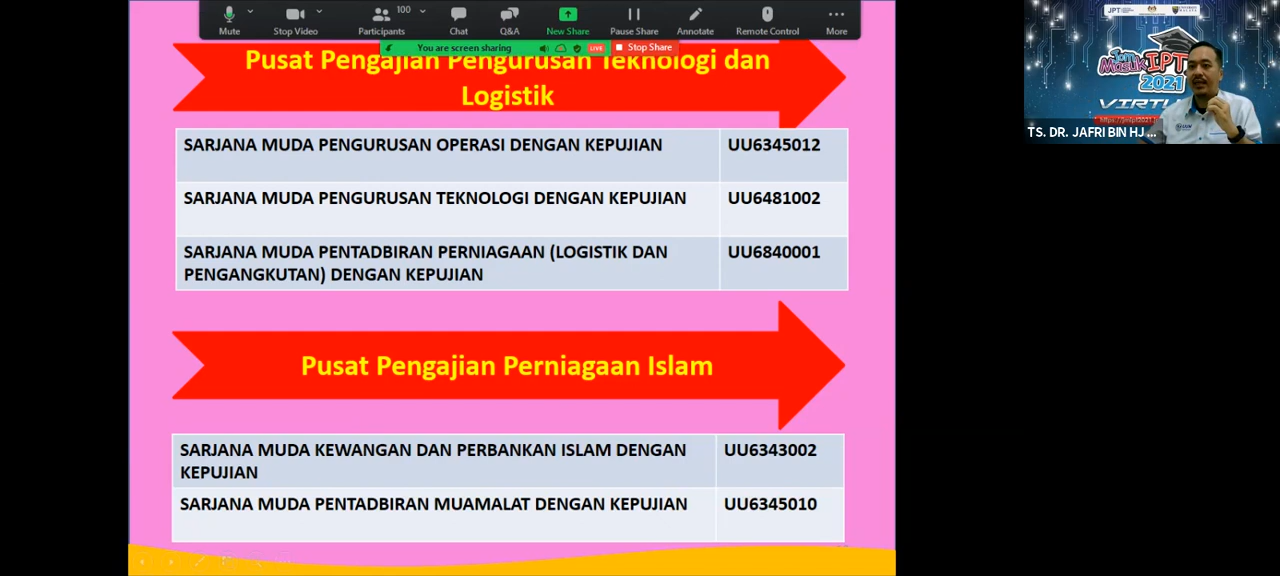 Mute
Stop Video
100
Participants
Chat
Q&A
New Share
Pause Share
Annotate
Remote Control
More
You are screen sharing
LIVE
Stop Share
Pusat Pengajian Pengurusan Teknologi dan
Logistik
SARJANA MUDA PENGURUSAN OPERASI DENGAN KEPUJIAN UU6345012
SARJANA MUDA PENGURUSAN TEKNOLOGI DENGAN KEPUJIAN UU6481002
SARJANA MUDA PENTADBIRAN PERNIAGAAN (LOGISTIK DAN UU6840001
PENGANGKUTAN) DENGAN KEPUJIAN
Pusat Pengajian Perniagaan Islam
SARJANA MUDA KEWANGAN DAN PERBANKAN ISLAM DENGAN UU6343002
KEPUJIAN
SARJANA MUDA PENTADBIRAN MUAMALAT DENGAN KEPUJIAN UU6345010
JPT
Jom
Masuk IPT
2021
VIRTU
TS. DR. JAFRI BIN HJ ...